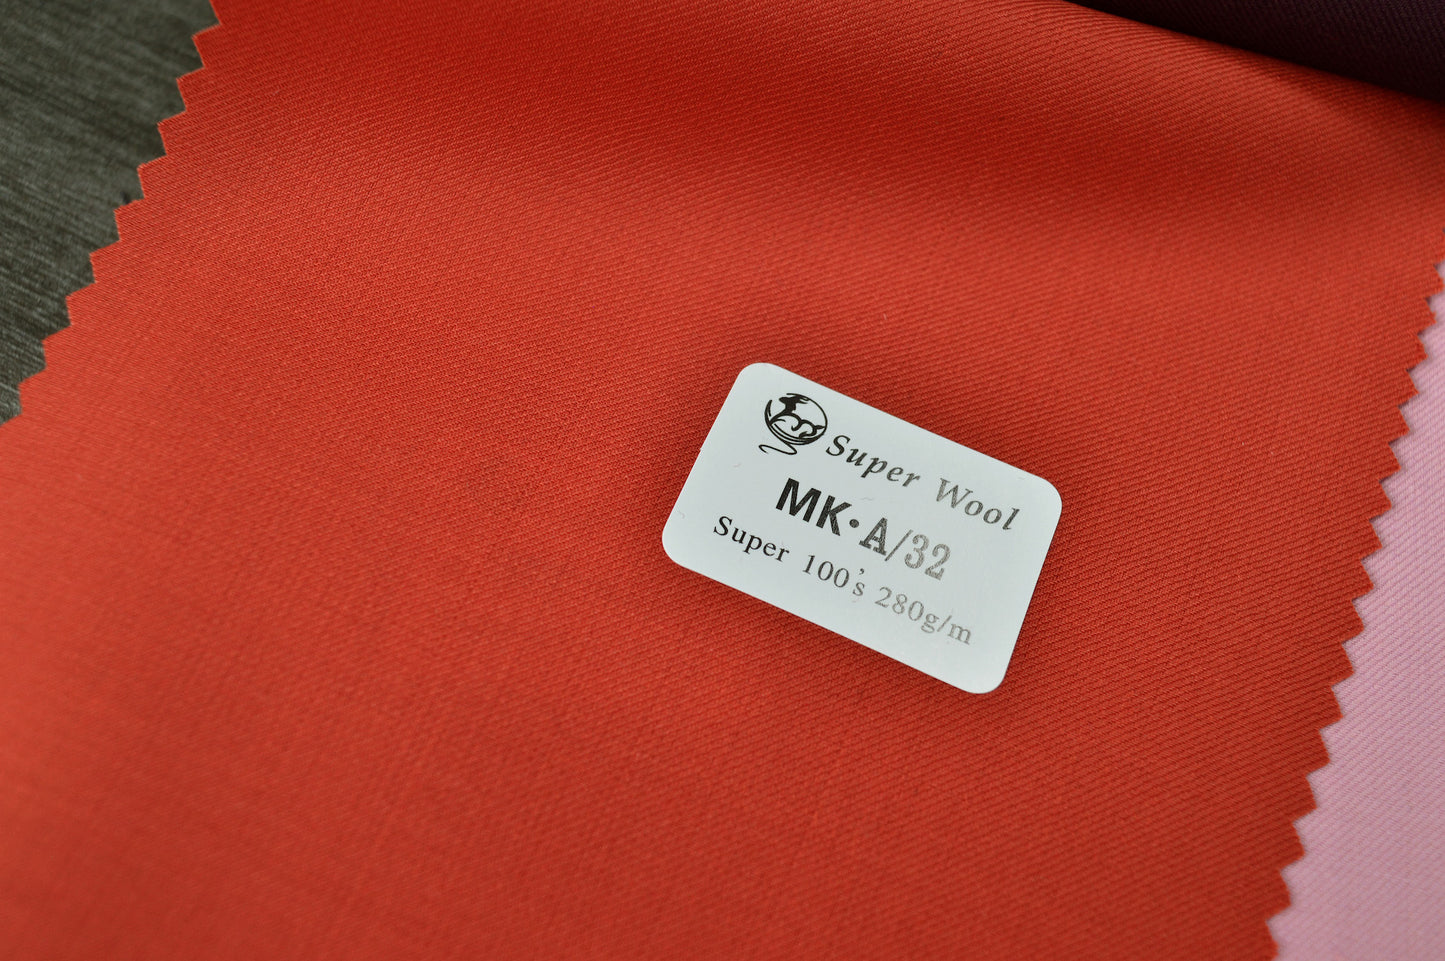 Super Wool
MK·A/32
Super 100's 280g/m